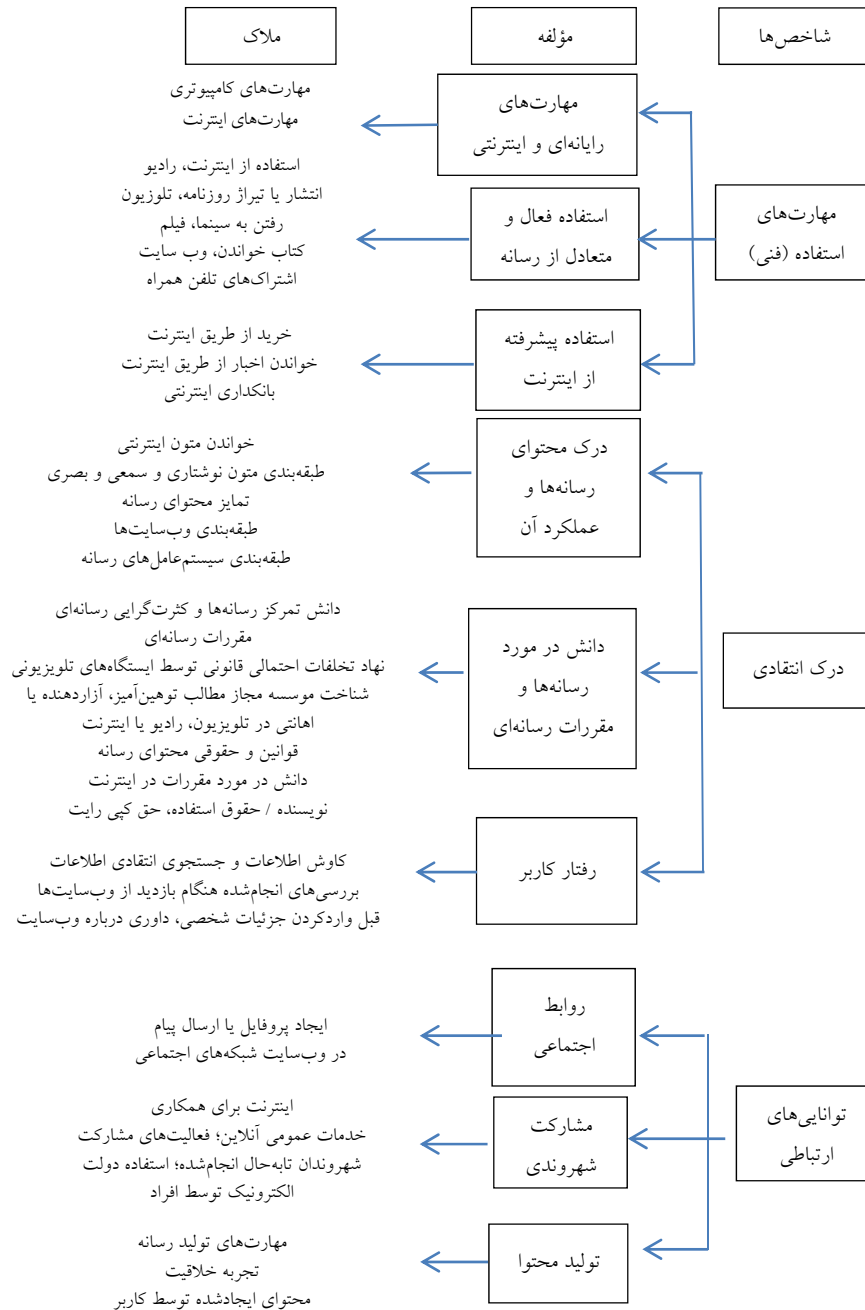 شاخص‌ها
مؤلفه
ملاک
مهارت‌های
استفاده (فنی)
مهارت‌های
رایانه‌ای و اینترنتی
مهارت‌های کامپیوتری
مهارت‌های اینترنت
استفاده فعال و
متعادل از رسانه
استفاده از اینترنت، رادیو
انتشار یا تیراژ روزنامه، تلوزیون
رفتن به سینما، فیلم
کتاب خواندن، وب سایت
اشتراک‌های تلفن همراه
استفاده پیشرفته
از اینترنت
خرید از طریق اینترنت
خواندن اخبار از طریق اینترنت
بانکداری اینترنتی
درک انتقادی
درک محتوای
رسانه‌ها و
عملکرد آن
خواندن متون اینترنتی
طبقه‌بندی متون نوشتاری و سمعی و بصری
تمایز محتوای رسانه
طبقه‌بندی وب‌سایت‌ها
طبقه‌بندی سیستم‌عامل‌های رسانه
دانش در مورد
رسانه‌ها و
مقررات رسانه‌ای
دانش تمرکز رسانه‌ها و کثرت‌گرایی رسانه‌ای
مقررات رسانه‌ای
نهاد تخلفات احتمالی قانونی توسط ایستگاه‌های تلویزیونی
شناخت موسسه مجاز مطالب توهین‌آمیز، آزاردهنده یا
اهانتی در تلویزیون، رادیو یا اینترنت
قوانین و حقوقی محتوای رسانه
دانش در مورد مقررات در اینترنت
نویسنده / حقوق استفاده، حق کپی رایت
رفتار کاربر
کاوش اطلاعات و جستجوی انتقادی اطلاعات
بررسی‌های انجام‌شده هنگام بازدید از وب‌سایت‌ها
قبل واردکردن جزئیات شخصی، داوری درباره وب‌سایت
توانایی‌های
ارتباطی
روابط
اجتماعی
ایجاد پروفایل یا ارسال پیام
در وب‌سایت شبکه‌های اجتماعی
مشارکت
شهروندی
اینترنت برای همکاری
خدمات عمومی آنلاین؛ فعالیت‌های مشارکت
شهروندان تابه‌حال انجام‌شده؛ استفاده دولت
الکترونیک توسط افراد
تولید محتوا
مهارت‌های تولید رسانه
تجربه خلاقیت
محتوای ایجادشده توسط کاربر